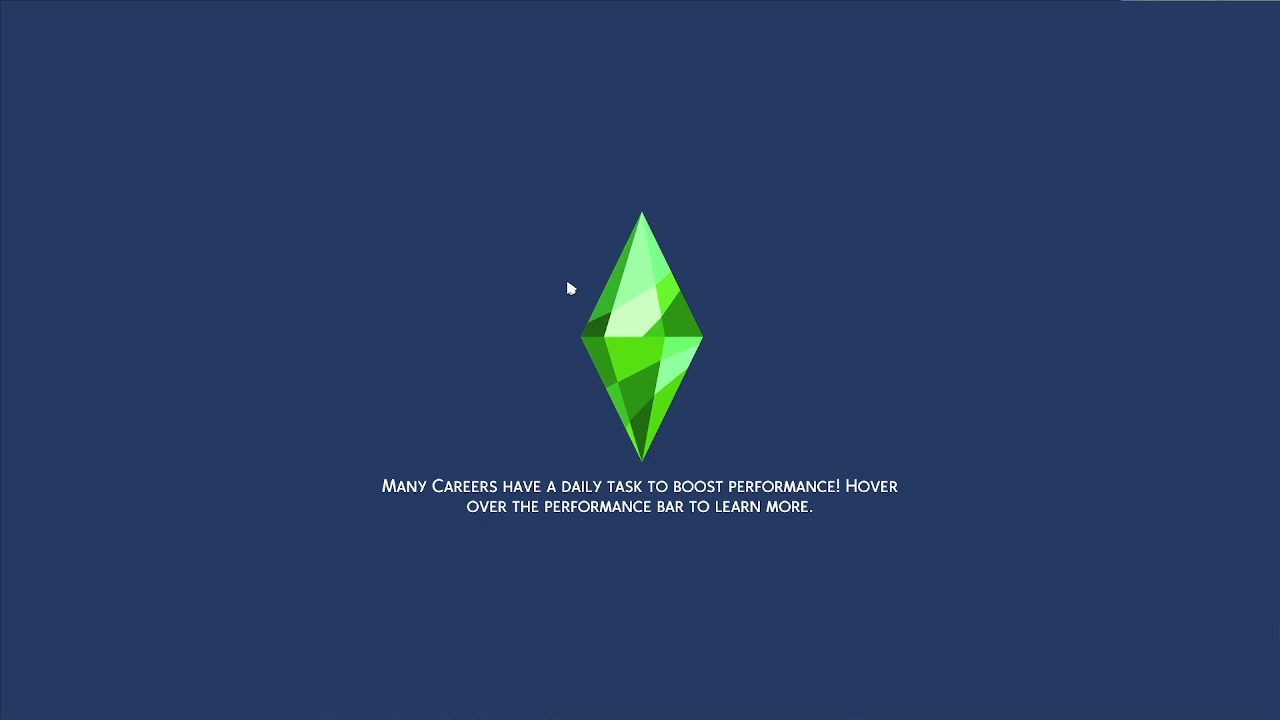 Many Careers have a daily task to boost performance! Hover
over the performance bar to learn more.